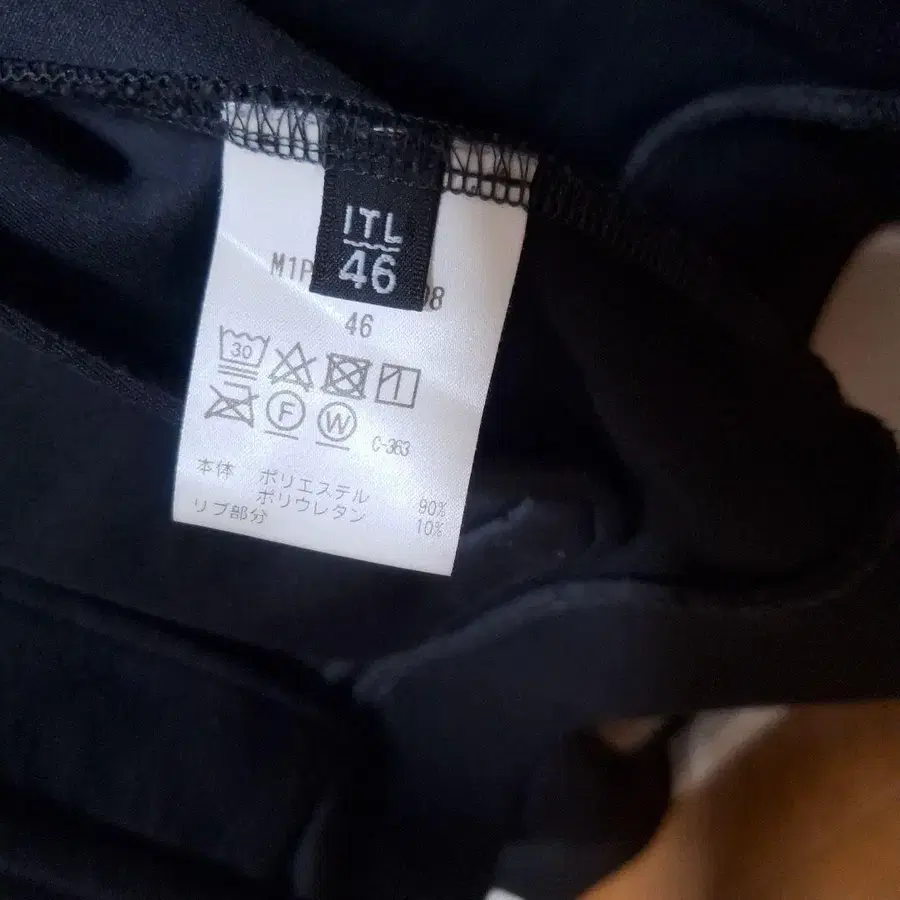 ITL
46
M1P 98
46
30
F W C-363
本体 ポリエステル 90%
ポリウレタン 10%
リブ部分